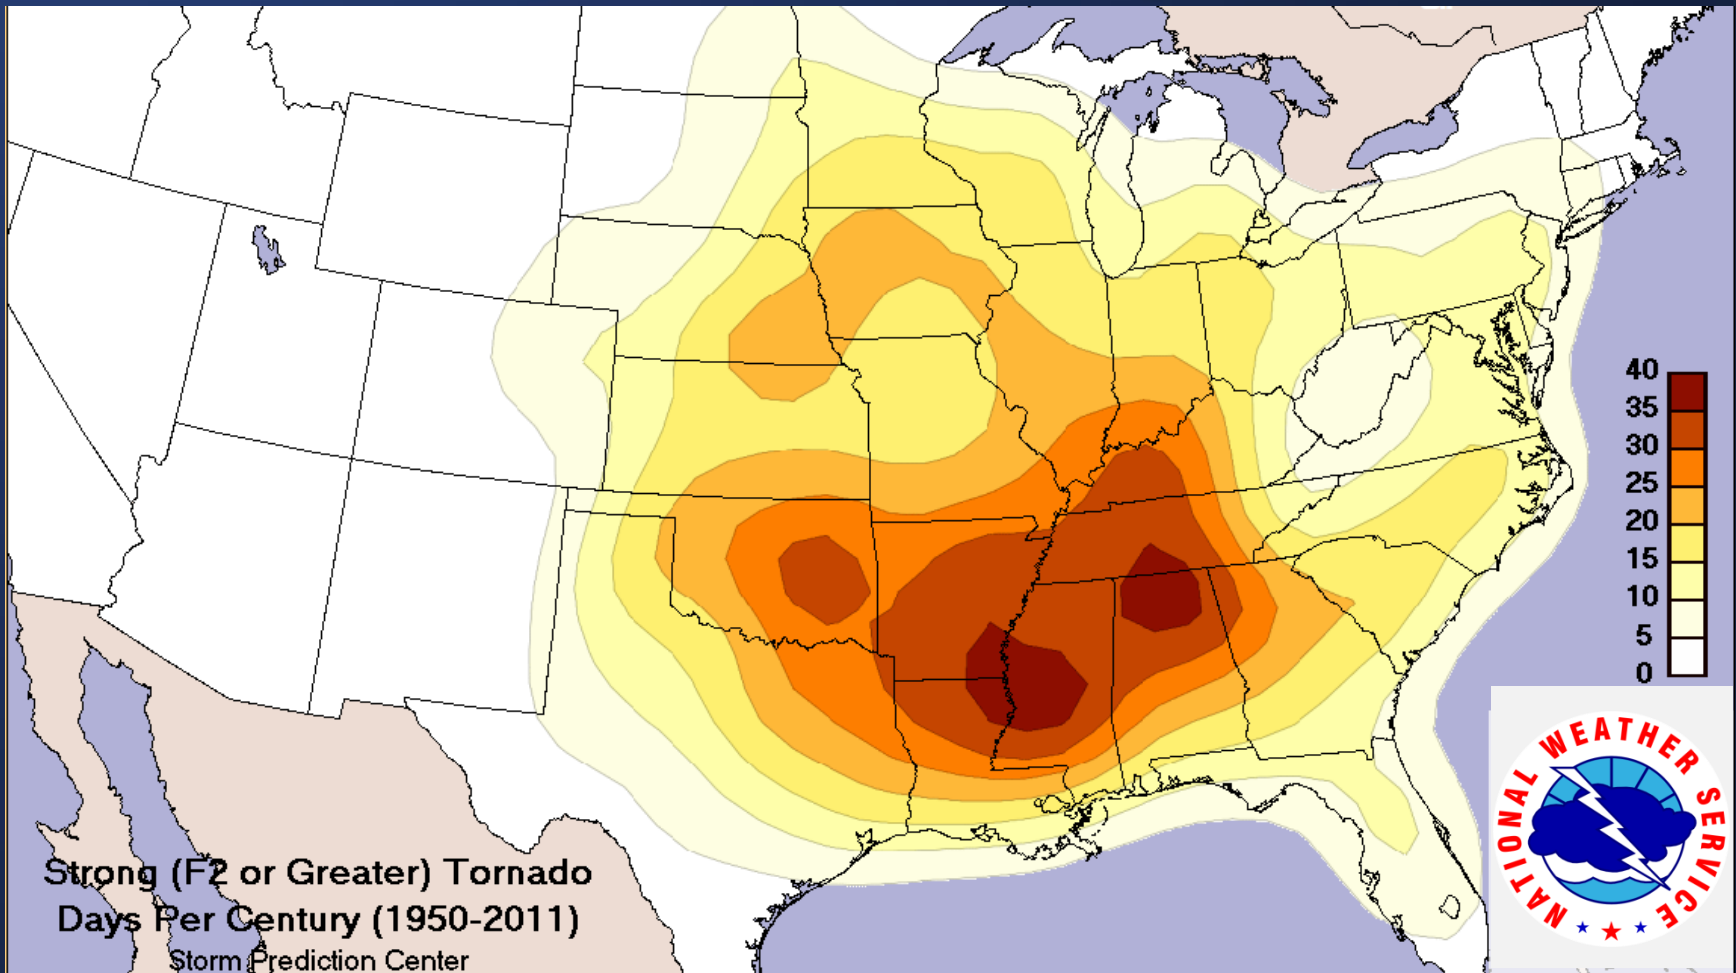 40
35
30
25
20
15
10
5
0
NATIONAL WEATHER SERVICE
Strong (F2 or Greater) Tornado
Days Per Century (1950-2011)
Storm Prediction Center